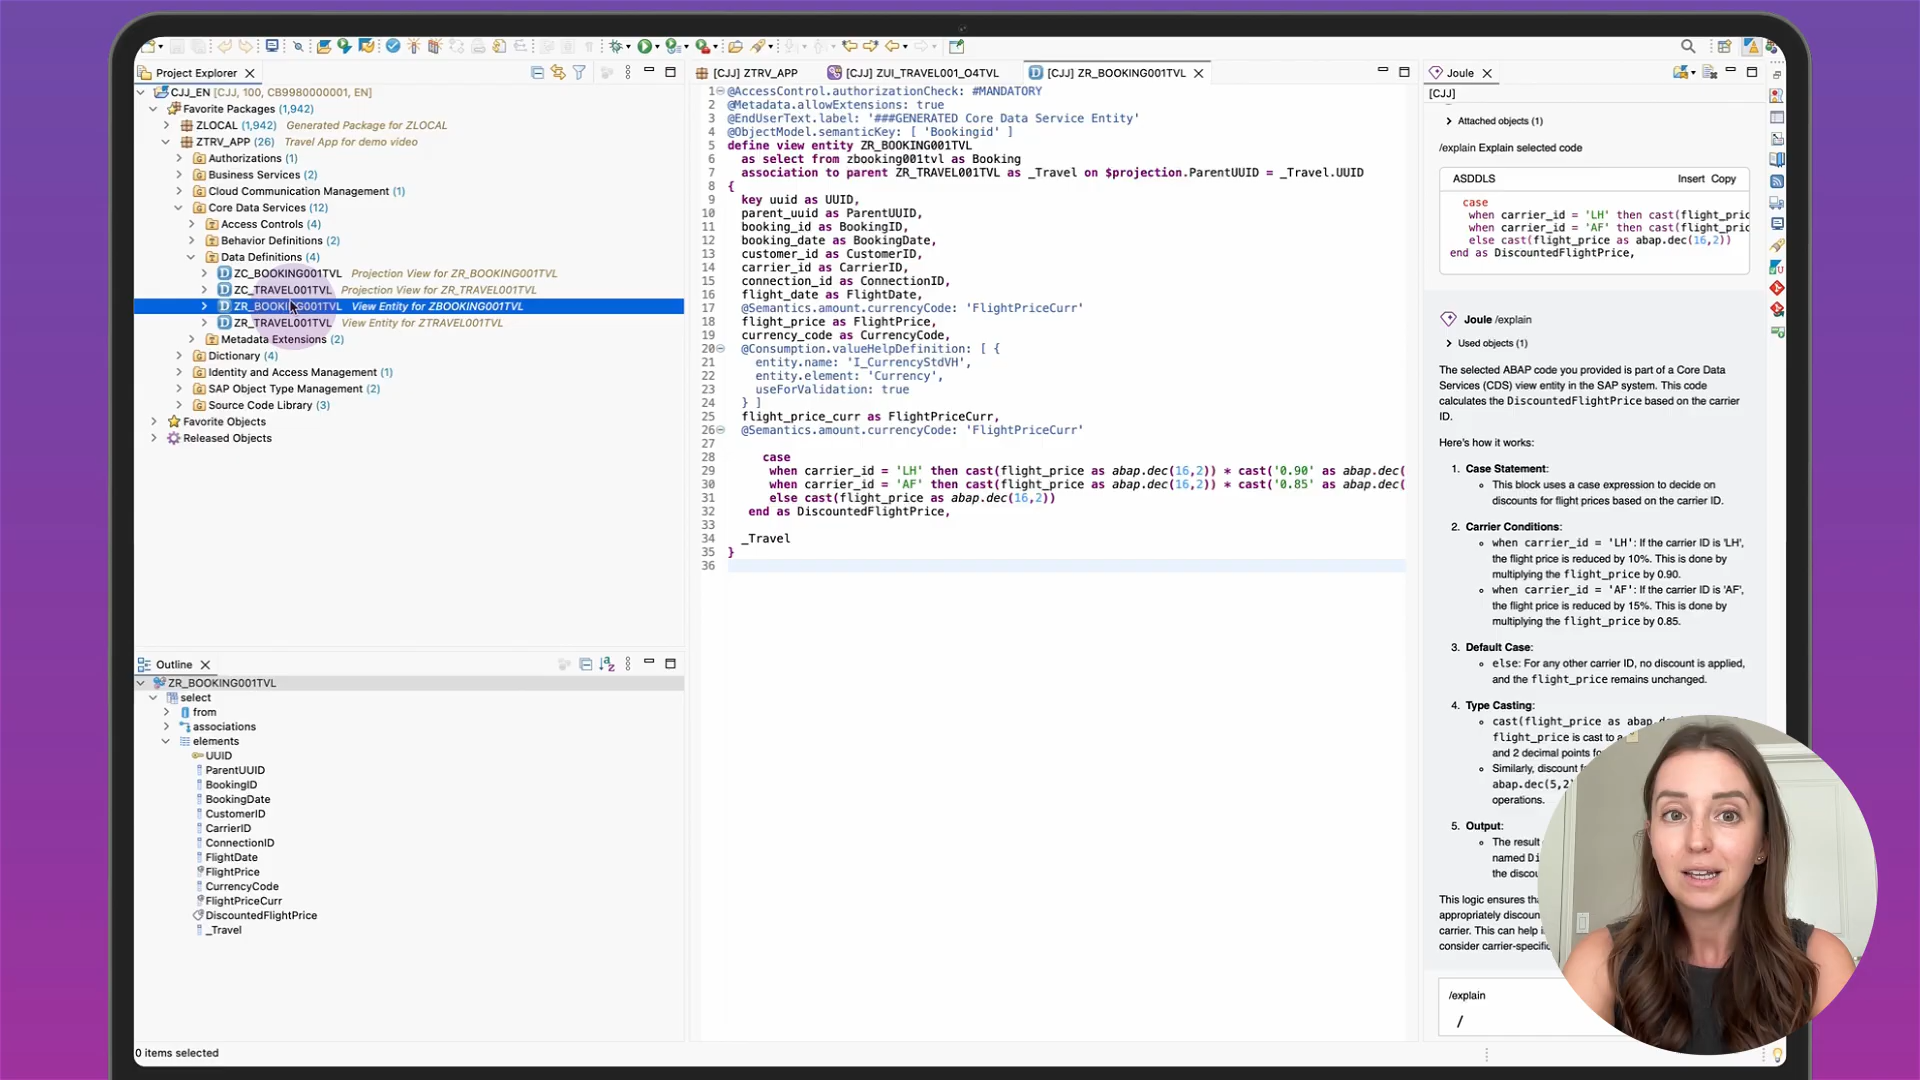 Project Explorer
CJJ_EN [CJJ, 100, CB9980000001, EN]
Favorite Packages (1,942)
ZLOCAL (1,942) Generated Package for ZLOCAL
ZTRV_APP (26) Travel App for demo video
Authorizations (1)
Business Services (2)
Cloud Communication Management (1)
Core Data Services (12)
Access Controls (4)
Behavior Definitions (2)
Data Definitions (4)
ZC_BOOKING001TVL Projection View for ZR_BOOKING001TVL
ZC_TRAVEL001TVL Projection View for ZR_TRAVEL001TVL
ZR_BOOKING001TVL View Entity for ZBOOKING001TVL
ZR_TRAVEL001TVL View Entity for ZTRAVEL001TVL
Metadata Extensions (2)
Dictionary (4)
Identity and Access Management (1)
SAP Object Type Management (2)
Source Code Library (3)
Favorite Objects
Released Objects
Outline
ZR_BOOKING001TVL
select
from
associations
elements
UUID
ParentUUID
BookingID
BookingDate
CustomerID
CarrierID
ConnectionID
FlightDate
FlightPrice
CurrencyCode
FlightPriceCurr
DiscountedFlightPrice
_Travel
0 items selected
[CJJ] ZTRV_APP [CJJ] ZUI_TRAVEL001_O4TVL [CJJ] ZR_BOOKING001TVL
1 @AccessControl.authorizationCheck: #MANDATORY
2 @Metadata.allowExtensions: true
3 @EndUserText.label: '###GENERATED Core Data Service Entity'
4 @ObjectModel.semanticKey: [ 'Bookingid' ]
5 define view entity ZR_BOOKING001TVL
6 as select from zbooking001tvl as Booking
7 association to parent ZR_TRAVEL001TVL as _Travel on $projection.ParentUUID = _Travel.UUID
8 {
9 key uuid as UUID,
10 parent_uuid as ParentUUID,
11 booking_id as BookingID,
12 booking_date as BookingDate,
13 customer_id as CustomerID,
14 carrier_id as CarrierID,
15 connection_id as ConnectionID,
16 flight_date as FlightDate,
17 @Semantics.amount.currencyCode: 'FlightPriceCurr'
18 flight_price as FlightPrice,
19 currency_code as CurrencyCode,
20 @Consumption.valueHelpDefinition: [ {
21 entity.name: 'I_CurrencyStdVH',
22 entity.element: 'Currency',
23 useForValidation: true
24 } ]
25 flight_price_curr as FlightPriceCurr,
26 @Semantics.amount.currencyCode: 'FlightPriceCurr'
27
28 case
29 when carrier_id = 'LH' then cast(flight_price as abap.dec(16,2)) * cast('0.90' as abap.dec(
30 when carrier_id = 'AF' then cast(flight_price as abap.dec(16,2)) * cast('0.85' as abap.dec(
31 else cast(flight_price as abap.dec(16,2))
32 end as DiscountedFlightPrice,
33
34 _Travel
35 }
36
Joule
[CJJ]
Attached objects (1)
/explain Explain selected code
ASDDLS Insert Copy
case
when carrier_id = 'LH' then cast(flight_pric
when carrier_id = 'AF' then cast(flight_pric
else cast(flight_price as abap.dec(16,2))
end as DiscountedFlightPrice,
Joule /explain
Used objects (1)
The selected ABAP code you provided is part of a Core Data
Services (CDS) view entity in the SAP system. This code
calculates the DiscountedFlightPrice based on the carrier
ID.
Here's how it works:
1. Case Statement:
This block uses a case expression to decide on
discounts for flight prices based on the carrier ID.
2. Carrier Conditions:
when carrier_id = 'LH': If the carrier ID is 'LH',
the flight price is reduced by 10%. This is done by
multiplying the flight_price by 0.90.
when carrier_id = 'AF': If the carrier ID is 'AF',
the flight price is reduced by 15%. This is done by
multiplying the flight_price by 0.85.
3. Default Case:
else: For any other carrier ID, no discount is applied,
and the flight_price remains unchanged.
4. Type Casting:
cast(flight_price as abap.de
flight_price is cast to a
and 2 decimal points fo
Similarly, discount f
abap.dec(5,2
operations.
5. Output:
The result
named Di
the discou
This logic ensures tha
appropriately discoun
carrier. This can help i
consider carrier-specifi
/explain
/